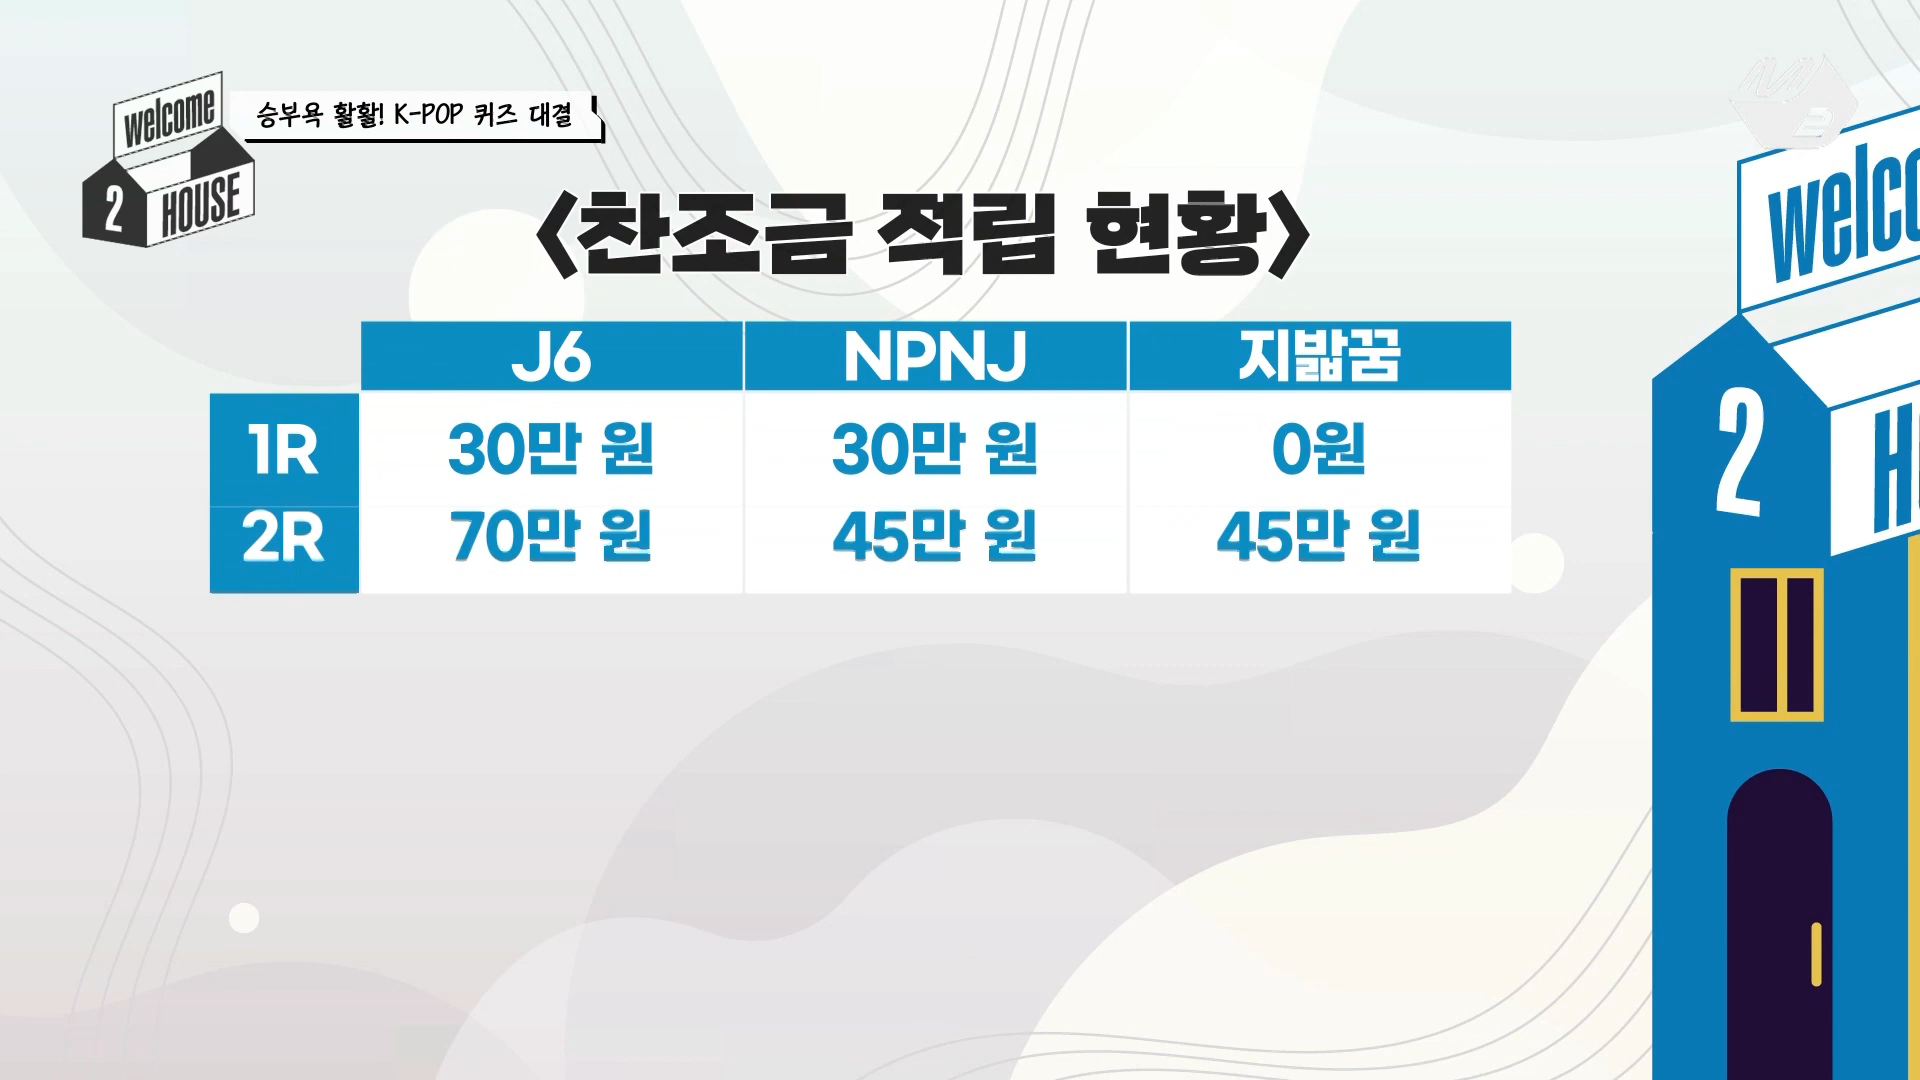 welcome
2 HOUSE
승부욕 활활! K-POP 퀴즈 대결
M2
<찬조금 적립 현황>
J6 NPNJ 지밟꿈
1R 30만 원 30만 원 0원
2R 70만 원 45만 원 45만 원
welco
2 H